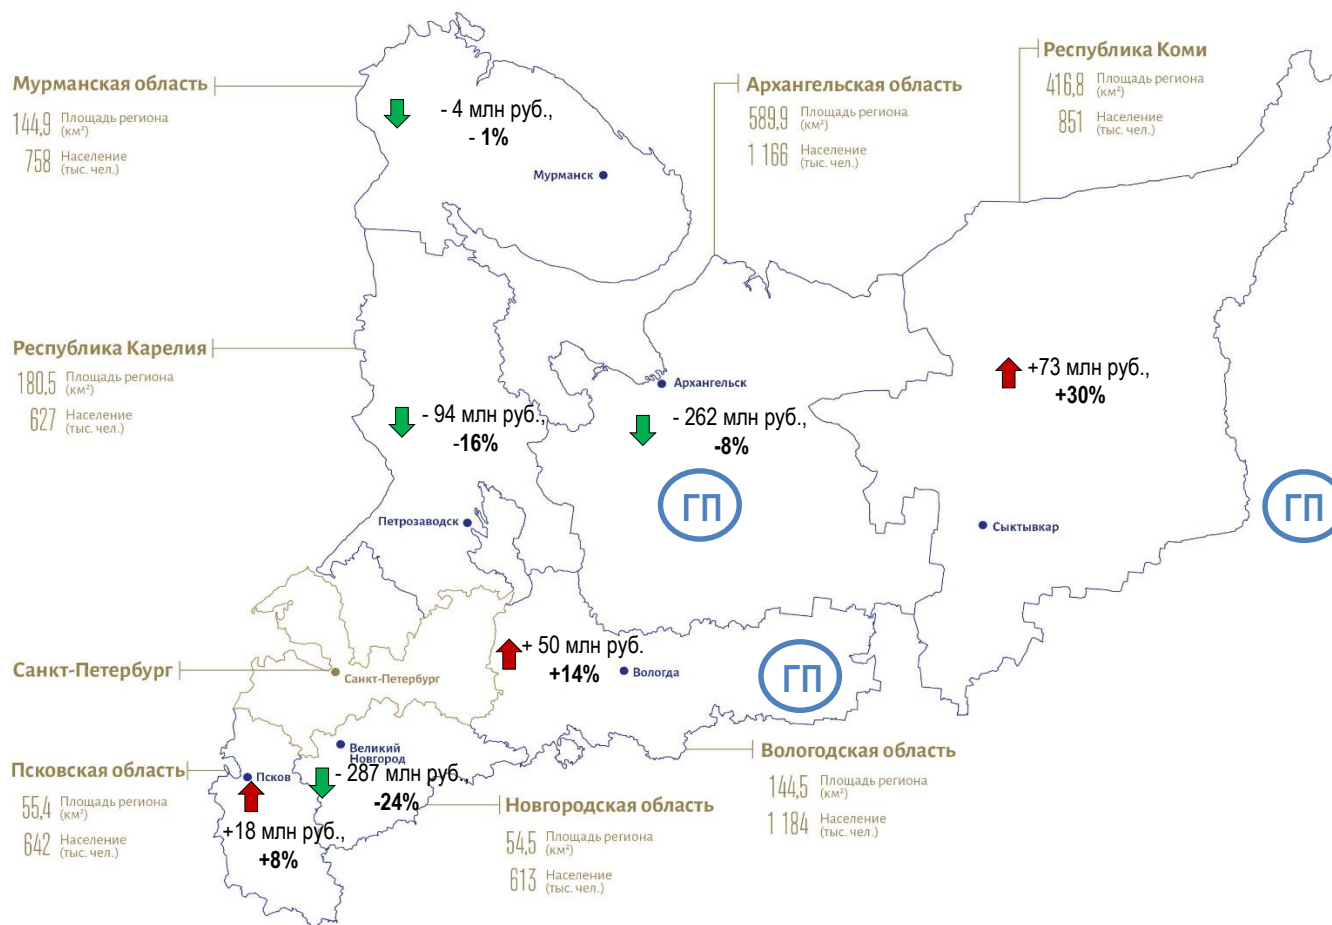 Мурманская область
144,9 Площадь региона
(км²)
758 Население
(тыс. чел.)
- 4 млн руб.,
- 1%
Мурманск
Архангельская область
589,9 Площадь региона
(км²)
1 166 Население
(тыс. чел.)
Республика Коми
416,8 Площадь региона
(км²)
851 Население
(тыс. чел.)
Республика Карелия
180,5 Площадь региона
(км²)
627 Население
(тыс. чел.)
- 94 млн руб.,
-16%
Архангельск
- 262 млн руб.,
-8%
ГП
+73 млн руб.,
+30%
ГП
Петрозаводск
Сыктывкар
Санкт-Петербург
Санкт-Петербург
+ 50 млн руб.
+14%
Вологда
ГП
Псковская область
55,4 Площадь региона
(км²)
642 Население
(тыс. чел.)
Псков
+18 млн руб.,
+8%
Великий
Новгород
- 287 млн руб.,
-24%
Новгородская область
54,5 Площадь региона
(км²)
613 Население
(тыс. чел.)
Вологодская область
144,5 Площадь региона
(км²)
1 184 Население
(тыс. чел.)